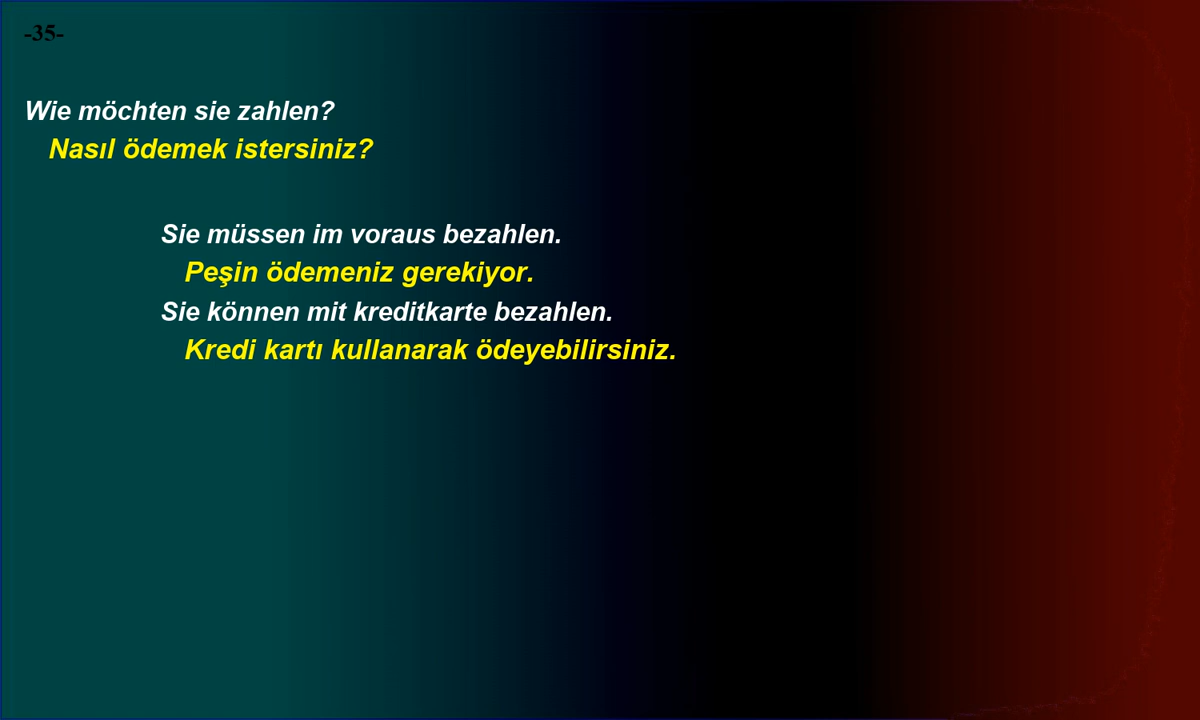 -35-
Wie möchten sie zahlen?
Nasıl ödemek istersiniz?
Sie müssen im voraus bezahlen.
Peşin ödemeniz gerekiyor.
Sie können mit kreditkarte bezahlen.
Kredi kartı kullanarak ödeyebilirsiniz.